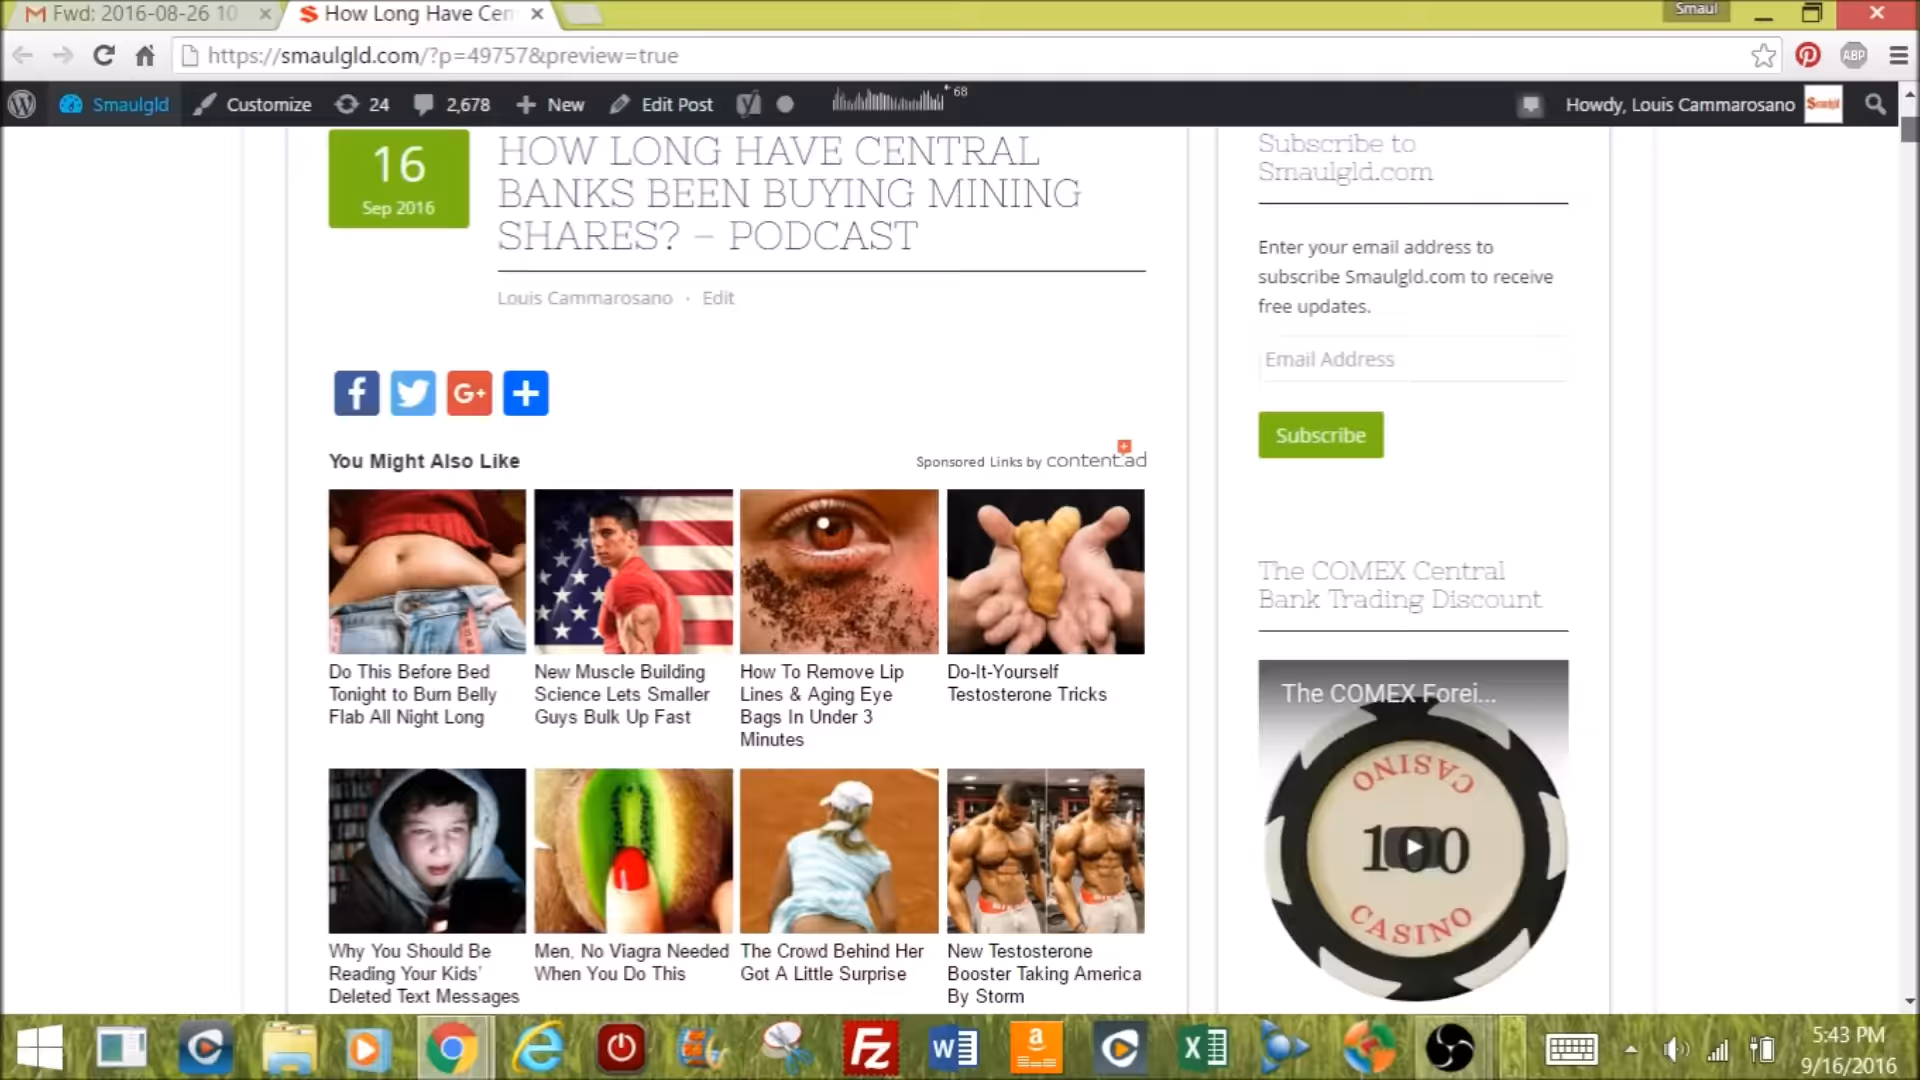 Fwd: 2016-08-26 10
How Long Have Cen
Smaul
https://smaulgld.com/?p=49757&preview=true
ABP
Smaulgld
Customize
24
2,678
New
Edit Post
68
Howdy, Louis Cammarosano
Smaulgld
16
Sep 2016
HOW LONG HAVE CENTRAL
BANKS BEEN BUYING MINING
SHARES? – PODCAST
Louis Cammarosano · Edit
You Might Also Like
Sponsored Links by content.ad
Do This Before Bed
Tonight to Burn Belly
Flab All Night Long
New Muscle Building
Science Lets Smaller
Guys Bulk Up Fast
How To Remove Lip
Lines & Aging Eye
Bags In Under 3
Minutes
Do-It-Yourself
Testosterone Tricks
Why You Should Be
Reading Your Kids'
Deleted Text Messages
Men, No Viagra Needed
When You Do This
The Crowd Behind Her
Got A Little Surprise
New Testosterone
Booster Taking America
By Storm
Subscribe to
Smaulgld.com
Enter your email address to
subscribe Smaulgld.com to receive
free updates.
Email Address
Subscribe
The COMEX Central
Bank Trading Discount
The COMEX Forei...
CASINO
100
CASINO
5:43 PM
9/16/2016